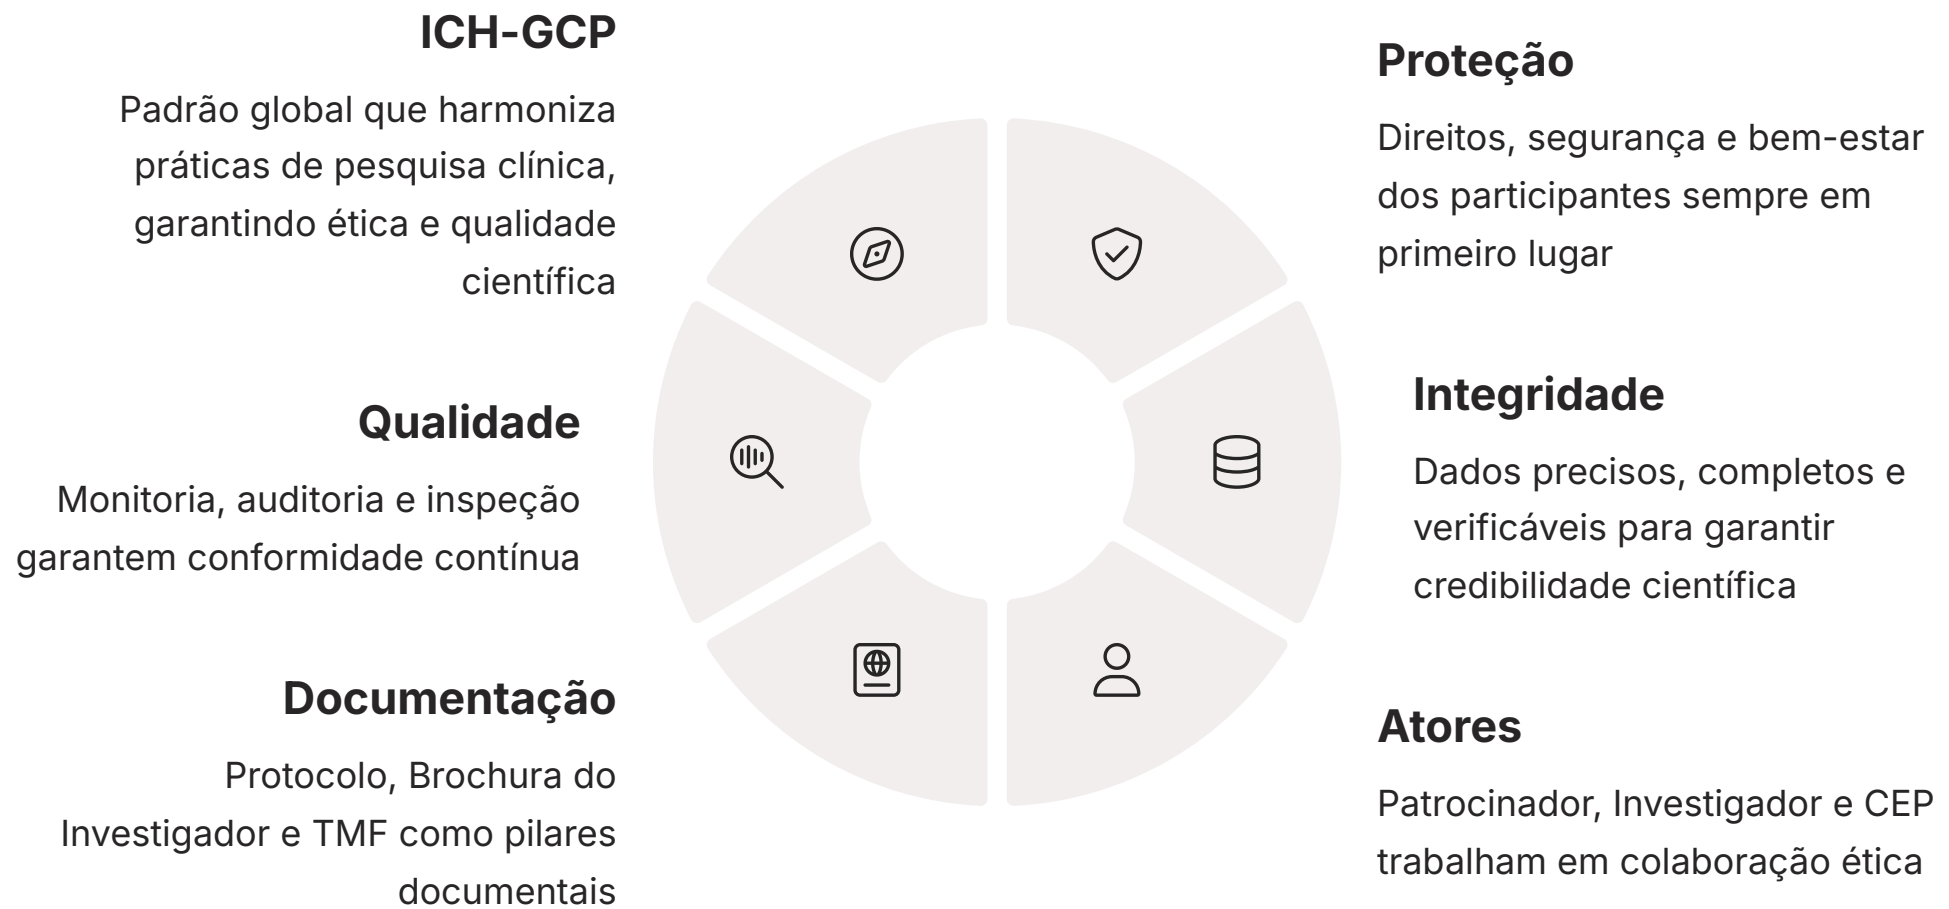 ICH-GCP
Padrão global que harmoniza
práticas de pesquisa clínica,
garantindo ética e qualidade
científica
Proteção
Direitos, segurança e bem-estar
dos participantes sempre em
primeiro lugar
Qualidade
Monitoria, auditoria e inspeção
garantem conformidade contínua
Integridade
Dados precisos, completos e
verificáveis para garantir
credibilidade científica
Documentação
Protocolo, Brochura do
Investigador e TMF como pilares
documentais
Atores
Patrocinador, Investigador e CEP
trabalham em colaboração ética